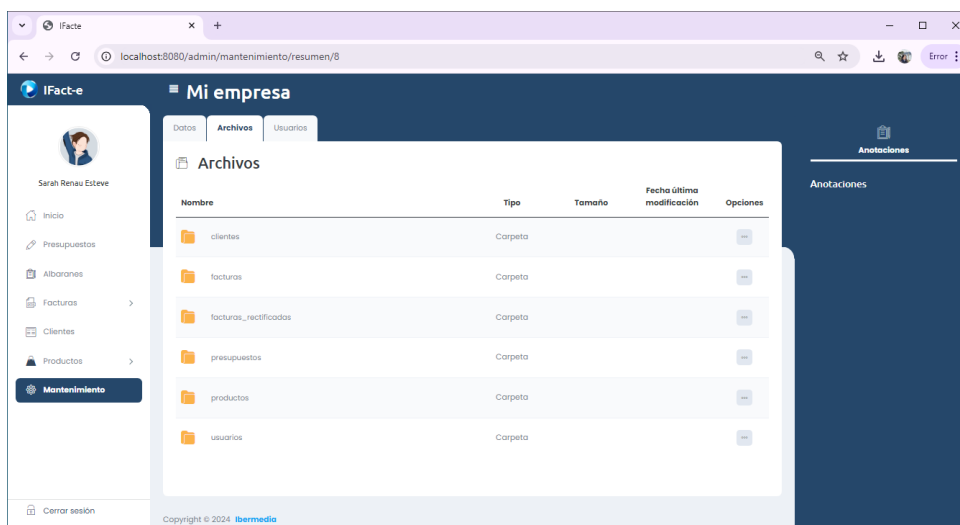 IFacte
localhost:8080/admin/mantenimiento/resumen/8
Error
IFact-e
Mi empresa
Sarah Renau Esteve
Inicio
Presupuestos
Albaranes
Facturas
Clientes
Productos
Mantenimiento
Cerrar sesión
Datos Archivos Usuarios
Archivos
Nombre Tipo Tamaño Fecha última modificación Opciones
clientes Carpeta
facturas Carpeta
facturas_rectificadas Carpeta
presupuestos Carpeta
productos Carpeta
usuarios Carpeta
Copyright © 2024 Ibermedia
Anotaciones
Anotaciones